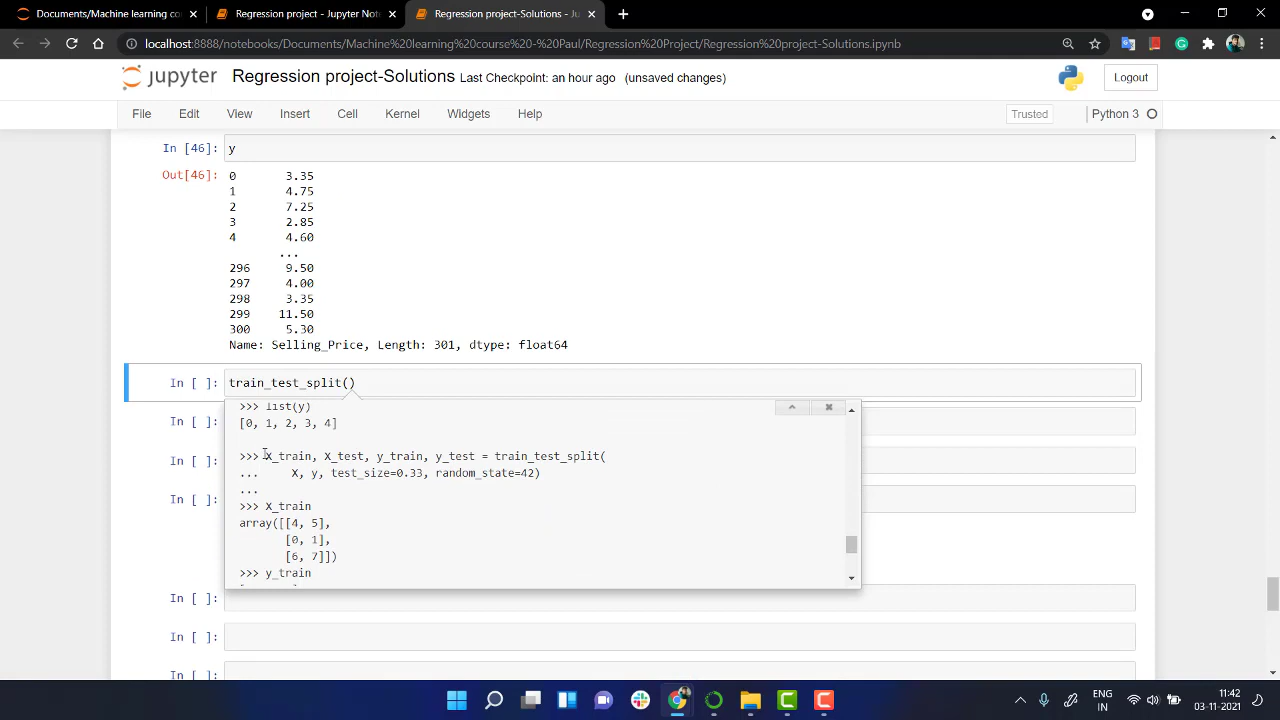 Documents/Machine learning co
Regression project - Jupyter Not
Regression project-Solutions - Ju
localhost:8888/notebooks/Documents/Machine%20learning%20course%20-%20Paul/Regression%20Project/Regression%20project-Solutions.ipynb
jupyter Regression project-Solutions Last Checkpoint: an hour ago (unsaved changes)
Logout
File Edit View Insert Cell Kernel Widgets Help
Trusted
Python 3
In [46]: y
Out[46]: 0 3.35
1 4.75
2 7.25
3 2.85
4 4.60
...
296 9.50
297 4.00
298 3.35
299 11.50
300 5.30
Name: Selling_Price, Length: 301, dtype: float64
In [ ]: train_test_split()
>>> list(y)
[0, 1, 2, 3, 4]
In [ ]:
>>> X_train, X_test, y_train, y_test = train_test_split(
In [ ]:
... X, y, test_size=0.33, random_state=42)
...
In [ ]:
>>> X_train
array([[4, 5],
[0, 1],
[6, 7]])
>>> y_train
In [ ]:
In [ ]:
In [ ]:
ENG
IN
11:42
03-11-2021